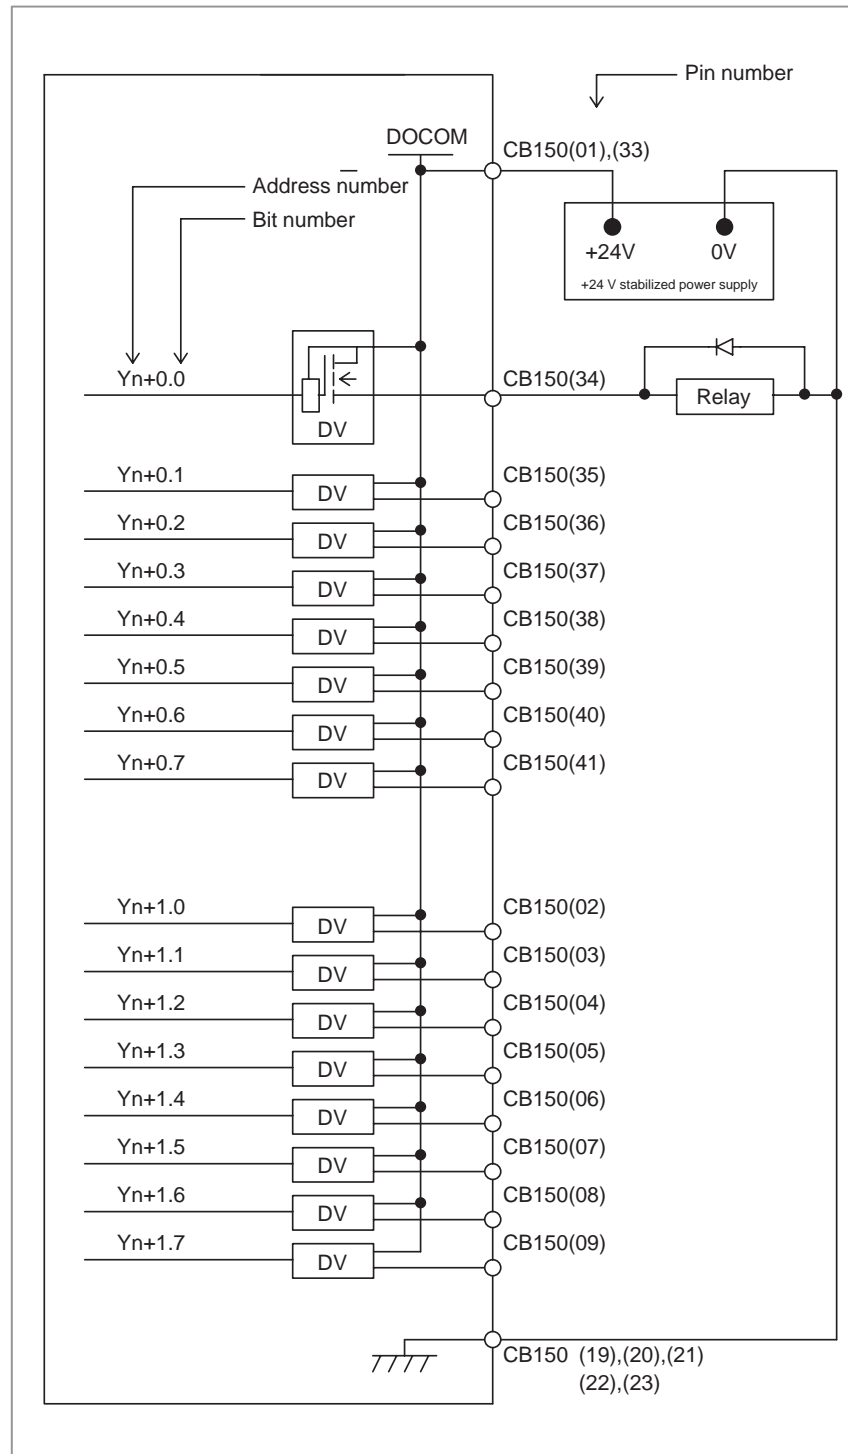 Pin number
DOCOM
CB150(01),(33)
Address number
Bit number
+24V 0V
+24 V stabilized power supply
Yn+0.0 DV CB150(34) Relay
Yn+0.1 DV CB150(35)
Yn+0.2 DV CB150(36)
Yn+0.3 DV CB150(37)
Yn+0.4 DV CB150(38)
Yn+0.5 DV CB150(39)
Yn+0.6 DV CB150(40)
Yn+0.7 DV CB150(41)
Yn+1.0 DV CB150(02)
Yn+1.1 DV CB150(03)
Yn+1.2 DV CB150(04)
Yn+1.3 DV CB150(05)
Yn+1.4 DV CB150(06)
Yn+1.5 DV CB150(07)
Yn+1.6 DV CB150(08)
Yn+1.7 DV CB150(09)
CB150 (19),(20),(21)
(22),(23)